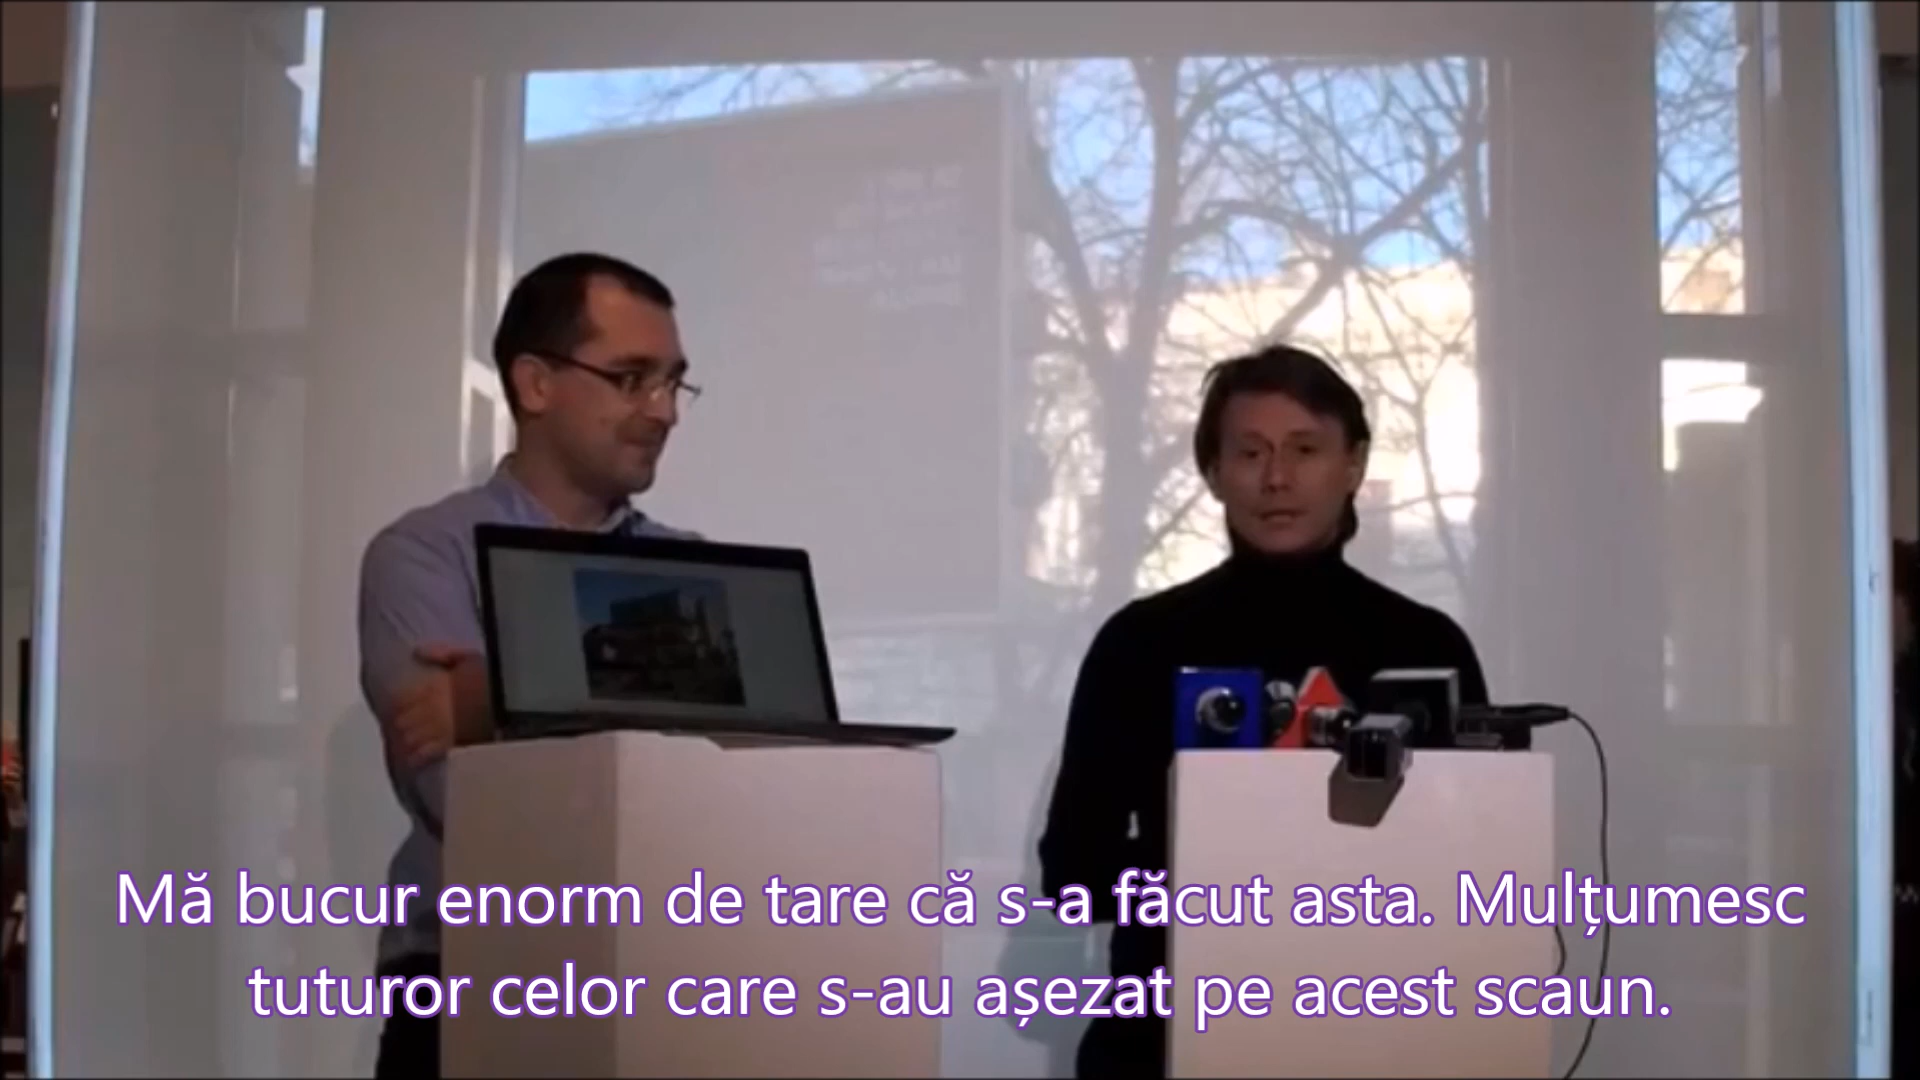 Mă bucur enorm de tare că s-a făcut asta. Mulțumesc
tuturor celor care s-au așezat pe acest scaun.